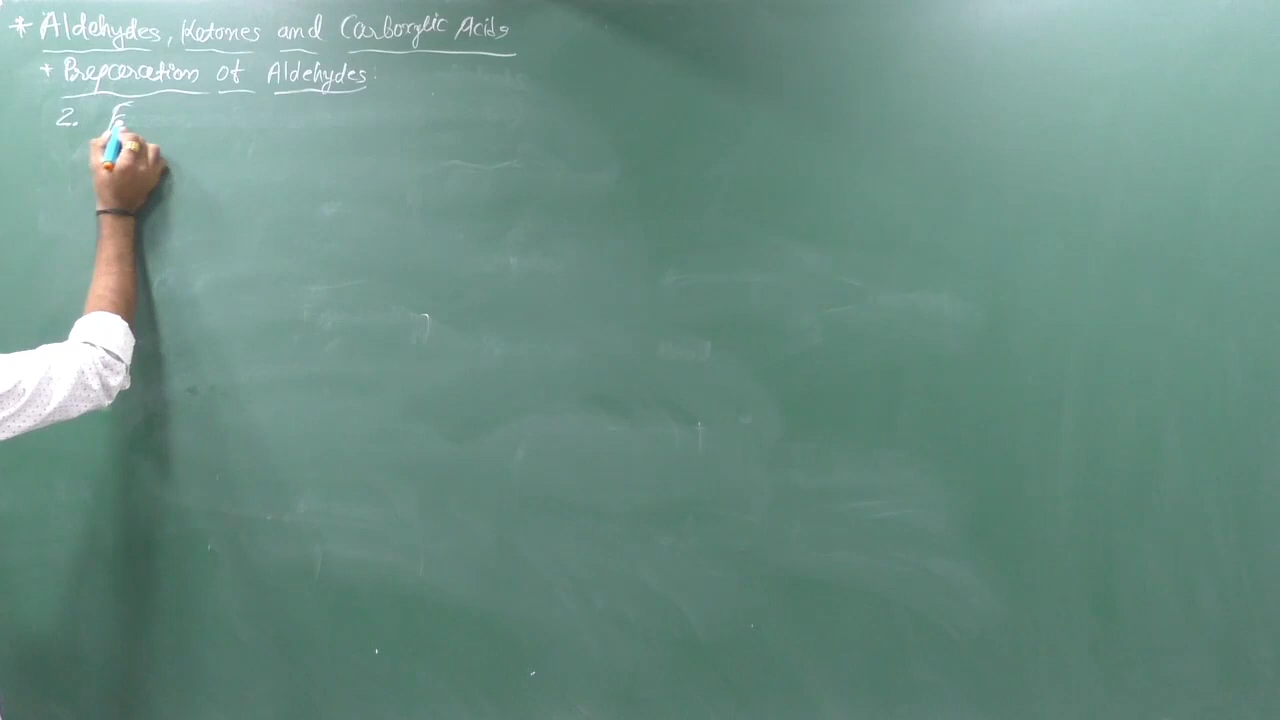 * Aldehydes, Ketones and Carboxylic Acids
+ Preparation of Aldehydes:
2. F